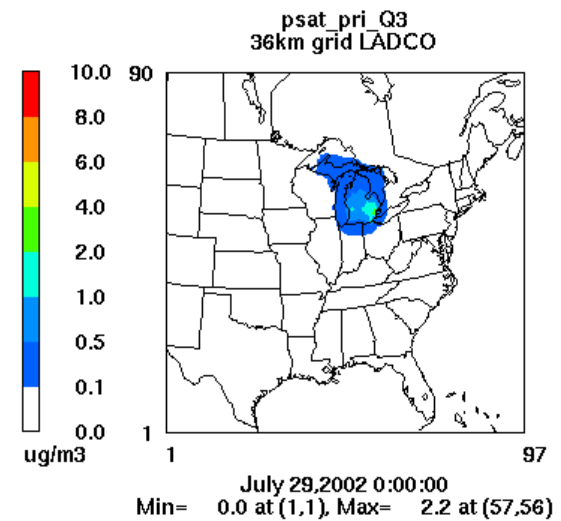 psat_pri_Q3
36km grid LADCO
10.0
8.0
6.0
4.0
2.0
1.0
0.5
0.1
0.0
ug/m3
90
1
1 97
July 29,2002 0:00:00
Min= 0.0 at (1,1), Max= 2.2 at (57,56)